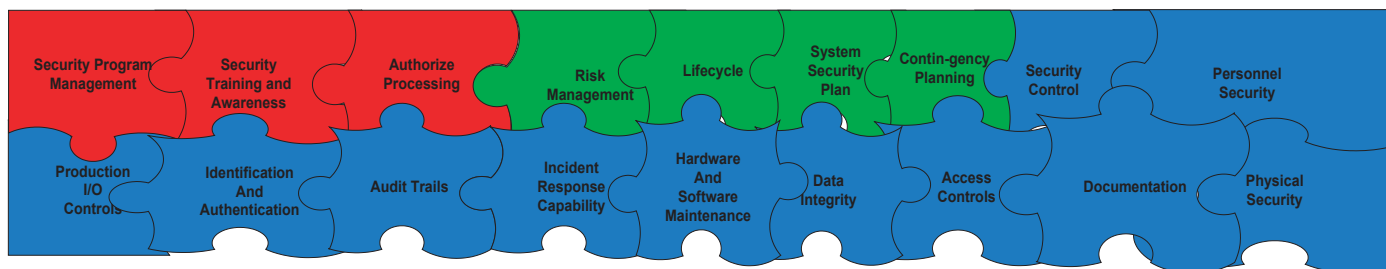 Security Program
Management
Security
Training and
Awareness
Authorize
Processing
Risk
Management
Lifecycle
System
Security
Plan
Contin-gency
Planning
Security
Control
Personnel
Security
Production
I/O
Controls
Identification
And
Authentication
Audit Trails
Incident
Response
Capability
Hardware
And
Software
Maintenance
Data
Integrity
Access
Controls
Documentation
Physical
Security